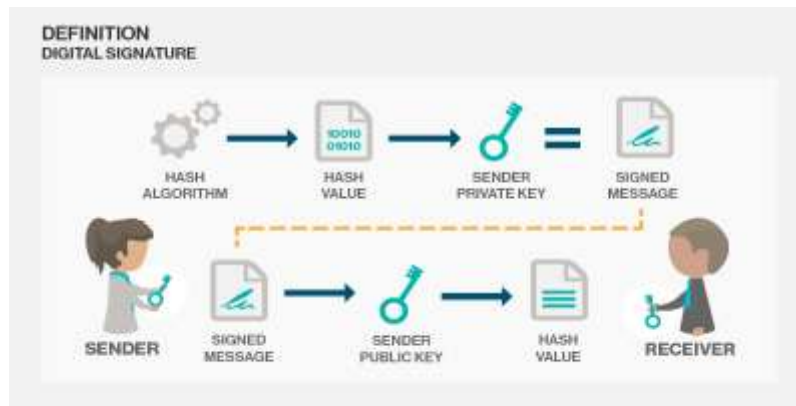 DEFINITION
DIGITAL SIGNATURE
10010
01010
HASH
ALGORITHM
HASH
VALUE
SENDER
PRIVATE KEY
SIGNED
MESSAGE
SENDER
SIGNED
MESSAGE
SENDER
PUBLIC KEY
HASH
VALUE
RECEIVER